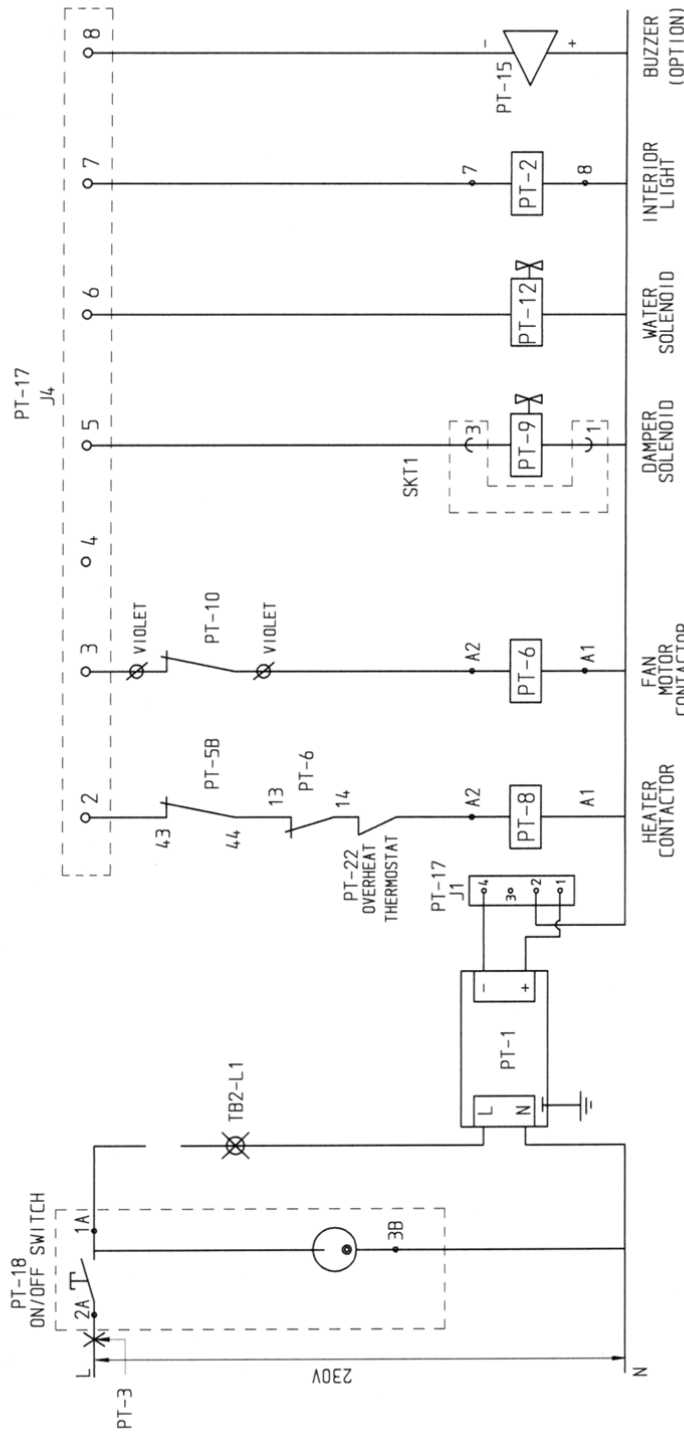 PT-18
ON/OFF SWITCH
L
2A
1A
PT-3
230V
N
3B
TB2-L1
L
N
PT-1
-
+
PT-17
J1
4
3
2
1
PT-17
J4
2
3
4
5
6
7
8
43
PT-5B
44
13
PT-6
14
PT-22
OVERHEAT
THERMOSTAT
A2
PT-8
A1
HEATER
CONTACTOR
VIOLET
PT-10
VIOLET
A2
PT-6
A1
FAN
MOTOR
CONTACTOR
SKT1
3
PT-9
1
DAMPER
SOLENOID
PT-12
WATER
SOLENOID
7
PT-2
8
INTERIOR
LIGHT
-
PT-15
+
BUZZER
(OPTION)